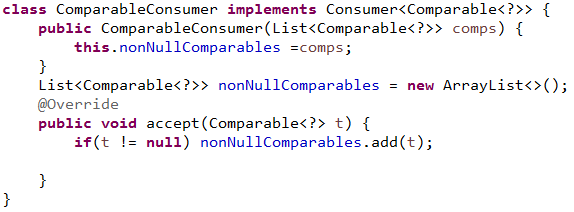 class ComparableConsumer implements Consumer<Comparable<?>> {
    public ComparableConsumer(List<Comparable<?>> comps) {
        this.nonNullComparables =comps;
    }
    List<Comparable<?>> nonNullComparables = new ArrayList<>();
    @Override
    public void accept(Comparable<?> t) {
        if(t != null) nonNullComparables.add(t);
    }
}